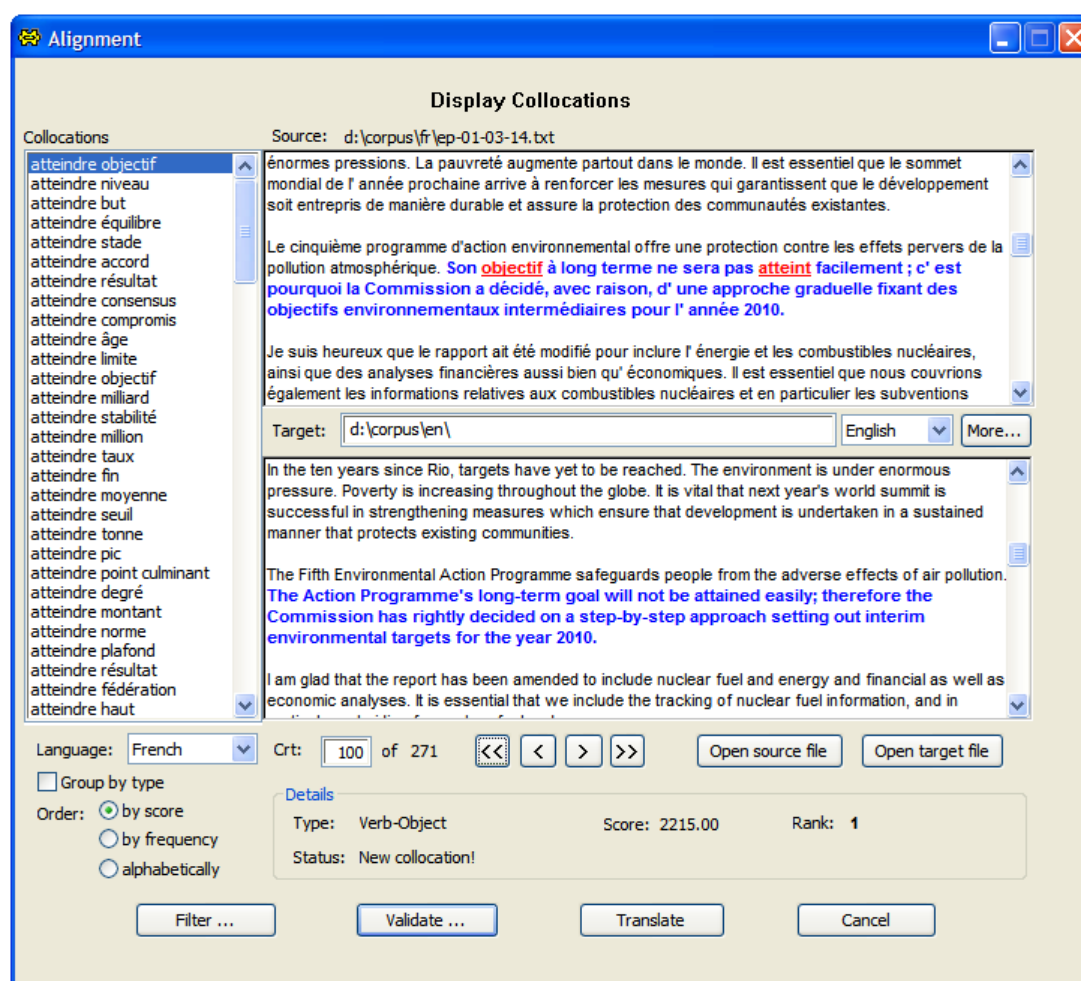 Alignment
Display Collocations
Collocations
Source: d:\corpus\fr\ep-01-03-14.txt
atteindre objectif
atteindre niveau
atteindre but
atteindre équilibre
atteindre stade
atteindre accord
atteindre résultat
atteindre consensus
atteindre compromis
atteindre âge
atteindre limite
atteindre objectif
atteindre milliard
atteindre stabilité
atteindre million
atteindre taux
atteindre fin
atteindre moyenne
atteindre seuil
atteindre tonne
atteindre pic
atteindre point culminant
atteindre degré
atteindre montant
atteindre norme
atteindre plafond
atteindre résultat
atteindre fédération
atteindre haut
énormes pressions. La pauvreté augmente partout dans le monde. Il est essentiel que le sommet
mondial de l' année prochaine arrive à renforcer les mesures qui garantissent que le développement
soit entrepris de manière durable et assure la protection des communautés existantes.
Le cinquième programme d'action environnemental offre une protection contre les effets pervers de la
pollution atmosphérique. Son objectif à long terme ne sera pas atteint facilement ; c' est
pourquoi la Commission a décidé, avec raison, d' une approche graduelle fixant des
objectifs environnementaux intermédiaires pour l' année 2010.
Je suis heureux que le rapport ait été modifié pour inclure l' énergie et les combustibles nucléaires,
ainsi que des analyses financières aussi bien qu' économiques. Il est essentiel que nous couvrions
également les informations relatives aux combustibles nucléaires et en particulier les subventions
Target: d:\corpus\en\ English More...
In the ten years since Rio, targets have yet to be reached. The environment is under enormous
pressure. Poverty is increasing throughout the globe. It is vital that next year's world summit is
successful in strengthening measures which ensure that development is undertaken in a sustained
manner that protects existing communities.
The Fifth Environmental Action Programme safeguards people from the adverse effects of air pollution.
The Action Programme's long-term goal will not be attained easily; therefore the
Commission has rightly decided on a step-by-step approach setting out interim
environmental targets for the year 2010.
I am glad that the report has been amended to include nuclear fuel and energy and financial as well as
economic analyses. It is essential that we include the tracking of nuclear fuel information, and in
Language: French Crt: 100 of 271 << < > >> Open source file Open target file
Group by type
Order: by score
by frequency
alphabetically
Details
Type: Verb-Object Score: 2215.00 Rank: 1
Status: New collocation!
Filter ... Validate ... Translate Cancel